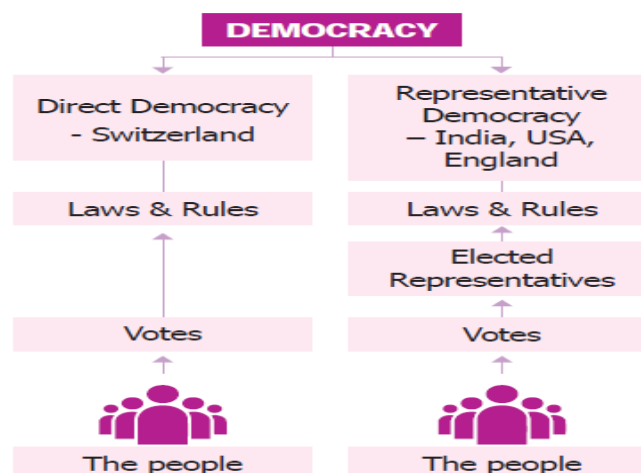 DEMOCRACY
Direct Democracy
- Switzerland
Laws & Rules
Votes
The people
Representative
Democracy
– India, USA,
England
Laws & Rules
Elected
Representatives
Votes
The people